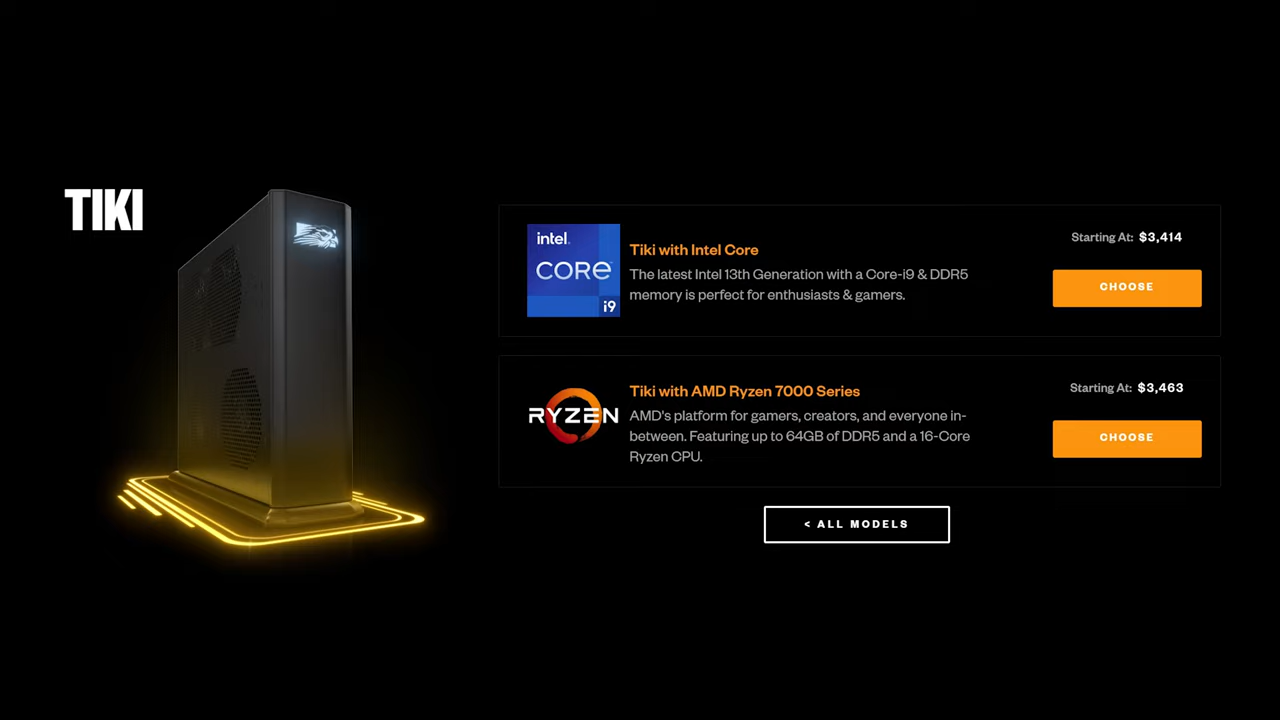 TIKI
intel.
CORE
i9
Tiki with Intel Core
The latest Intel 13th Generation with a Core-i9 & DDR5
memory is perfect for enthusiasts & gamers.
Starting At: $3,414
CHOOSE
RYZEN
Tiki with AMD Ryzen 7000 Series
AMD's platform for gamers, creators, and everyone in-
between. Featuring up to 64GB of DDR5 and a 16-Core
Ryzen CPU.
Starting At: $3,463
CHOOSE
< ALL MODELS